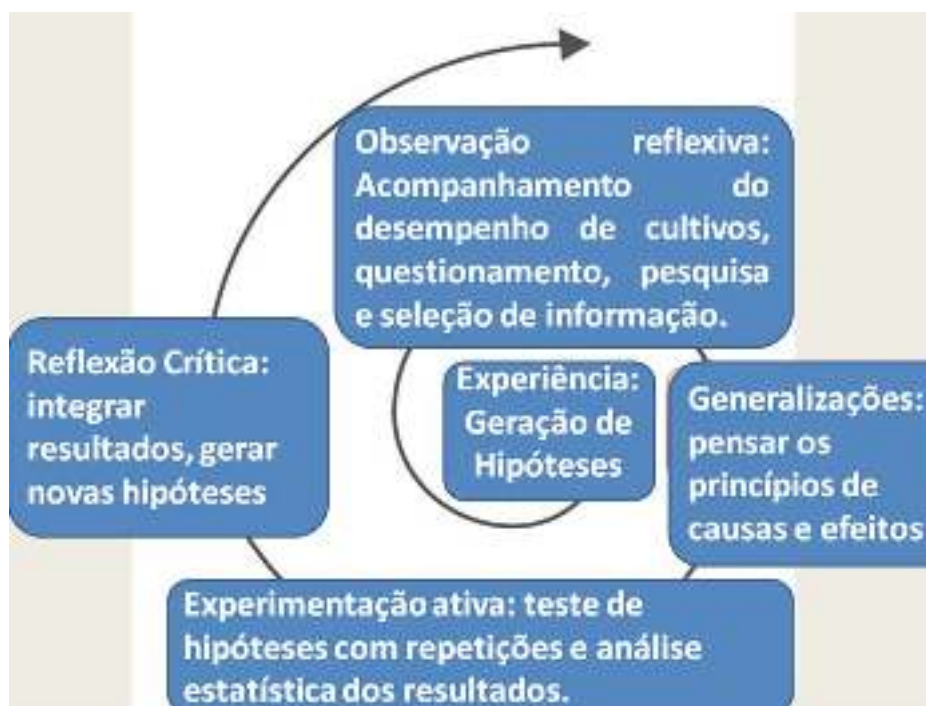 Observação reflexiva:
Acompanhamento do
desempenho de cultivos,
questionamento, pesquisa
e seleção de informação.
Reflexão Crítica:
integrar
resultados, gerar
novas hipóteses
Experiência:
Geração de
Hipóteses
Generalizações:
pensar os
princípios de
causas e efeitos
Experimentação ativa: teste de
hipóteses com repetições e análise
estatística dos resultados.